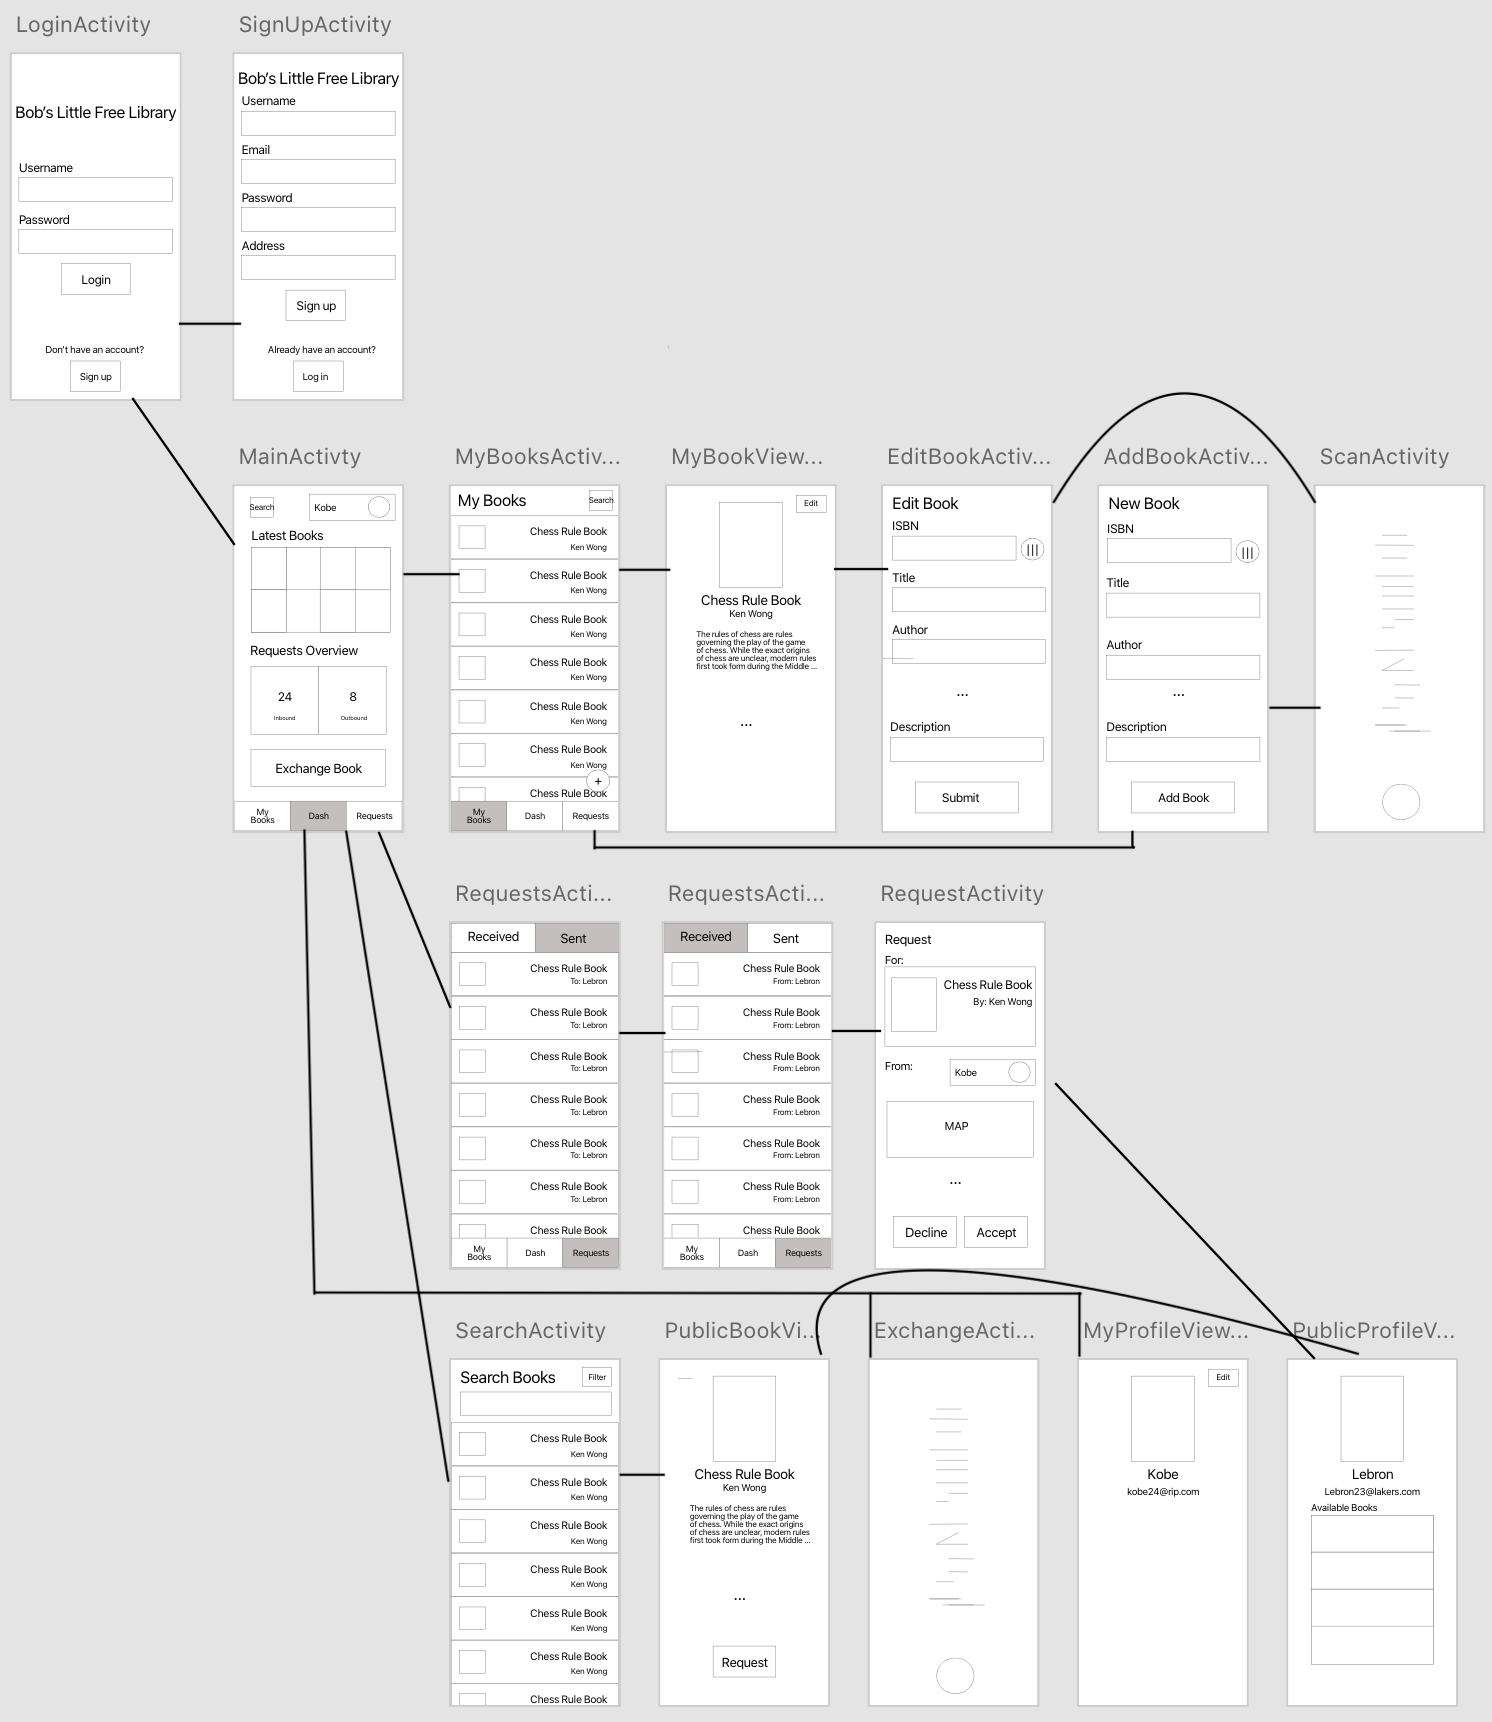 LoginActivity
SignUpActivity
Bob's Little Free Library
Username
Password
Login
Don't have an account?
Sign up
Bob's Little Free Library
Username
Email
Password
Address
Sign up
Already have an account?
Log in
MainActivty
MyBooksActiv...
MyBookView...
EditBookActiv...
AddBookActiv...
ScanActivity
Search
Kobe
Latest Books
Requests Overview
24
8
Inbound
Outbound
Exchange Book
My
Books
Dash
Requests
My Books
Search
Chess Rule Book
Ken Wong
Chess Rule Book
Ken Wong
Chess Rule Book
Ken Wong
Chess Rule Book
Ken Wong
Chess Rule Book
Ken Wong
Chess Rule Book
Ken Wong
+
Chess Rule Book
My
Books
Dash
Requests
Edit
Chess Rule Book
Ken Wong
The rules of chess are rules
governing the play of the game
of chess. While the exact origins
of chess are unclear, modern rules
first took form during the Middle ...
...
Edit Book
ISBN
|||
Title
Author
...
Description
Submit
New Book
ISBN
|||
Title
Author
...
Description
Add Book
RequestsActi...
RequestsActi...
RequestActivity
Received
Sent
Chess Rule Book
To: Lebron
Chess Rule Book
To: Lebron
Chess Rule Book
To: Lebron
Chess Rule Book
To: Lebron
Chess Rule Book
To: Lebron
Chess Rule Book
To: Lebron
Chess Rule Book
My
Books
Dash
Requests
Received
Sent
Chess Rule Book
From: Lebron
Chess Rule Book
From: Lebron
Chess Rule Book
From: Lebron
Chess Rule Book
From: Lebron
Chess Rule Book
From: Lebron
Chess Rule Book
From: Lebron
Chess Rule Book
My
Books
Dash
Requests
Request
For:
Chess Rule Book
By: Ken Wong
From:
Kobe
MAP
...
Decline
Accept
SearchActivity
PublicBookVi...
ExchangeActi...
MyProfileView...
PublicProfileV...
Search Books
Filter
Chess Rule Book
Ken Wong
Chess Rule Book
Ken Wong
Chess Rule Book
Ken Wong
Chess Rule Book
Ken Wong
Chess Rule Book
Ken Wong
Chess Rule Book
Ken Wong
Chess Rule Book
Chess Rule Book
Ken Wong
The rules of chess are rules
governing the play of the game
of chess. While the exact origins
of chess are unclear, modern rules
first took form during the Middle ...
...
Request
Edit
Kobe
kobe24@rip.com
Lebron
Lebron23@lakers.com
Available Books